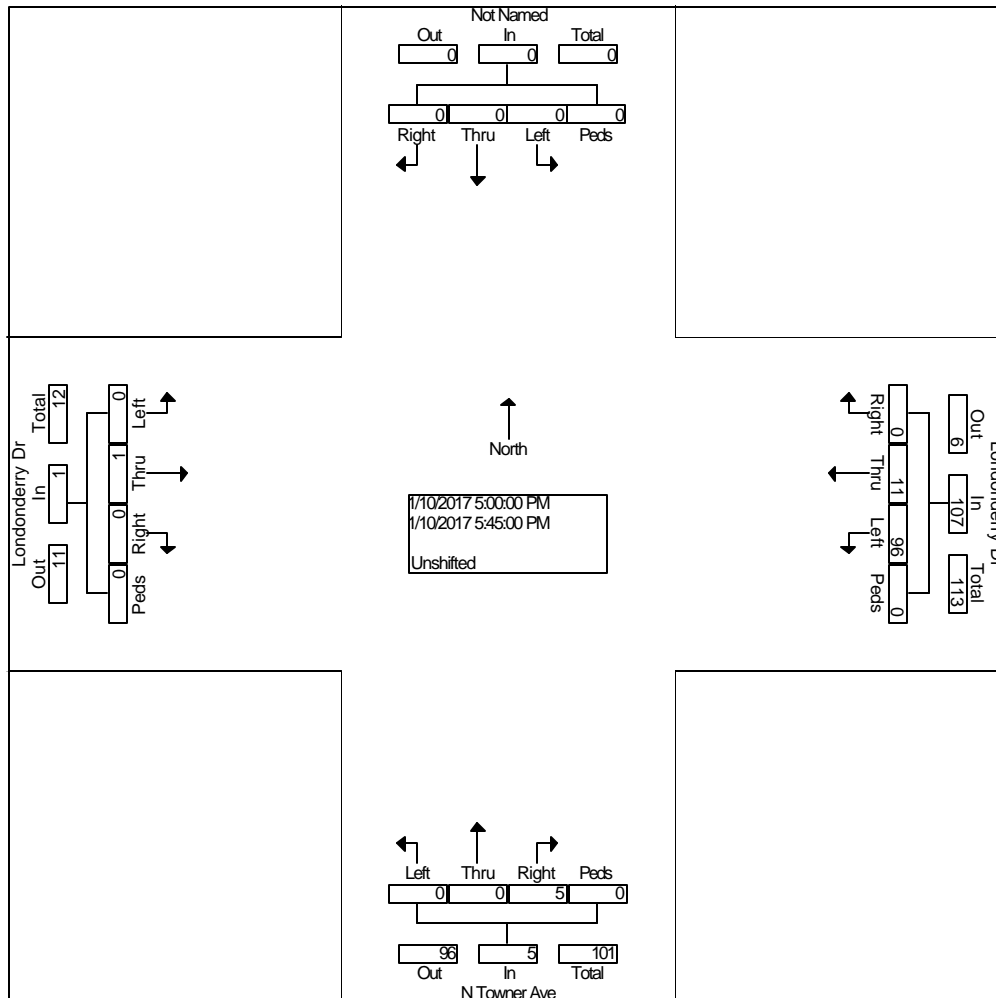 Not Named
Out In Total
0 0 0
0 0 0 0
Right Thru Left Peds
Londonderry Dr
Total In Out
12 1 11
0 1 0 0
Left Thru Right Peds
North
1/10/2017 5:00:00 PM
1/10/2017 5:45:00 PM
Unshifted
Right Thru Left Peds
0 11 96 0
Out In Total
6 107 113
Londonderry Dr
Left Thru Right Peds
0 0 5 0
96 5 101
Out In Total
N Towner Ave